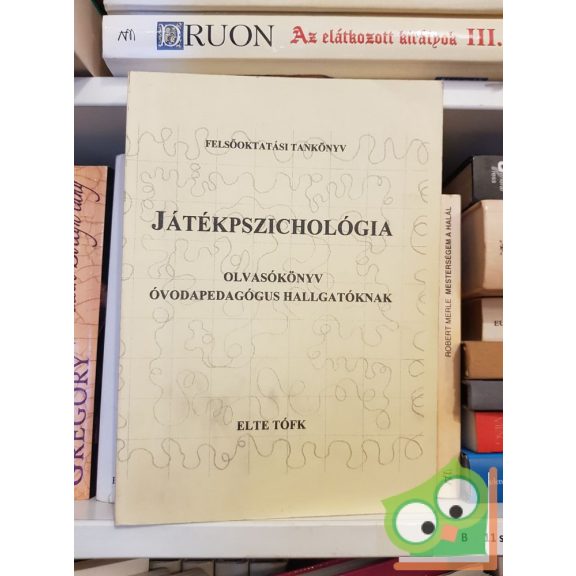 DRUON Az elátkozott királyok III.
FELSŐOKTATÁSI TANKÖNYV
JÁTÉKPSZICHOLÓGIA
OLVASÓKÖNYV
ÓVODAPEDAGÓGUS HALLGATÓKNAK
ELTE TÓFK
GREGORY
ROBERT MERLE MESTERSÉGEM A HALÁL